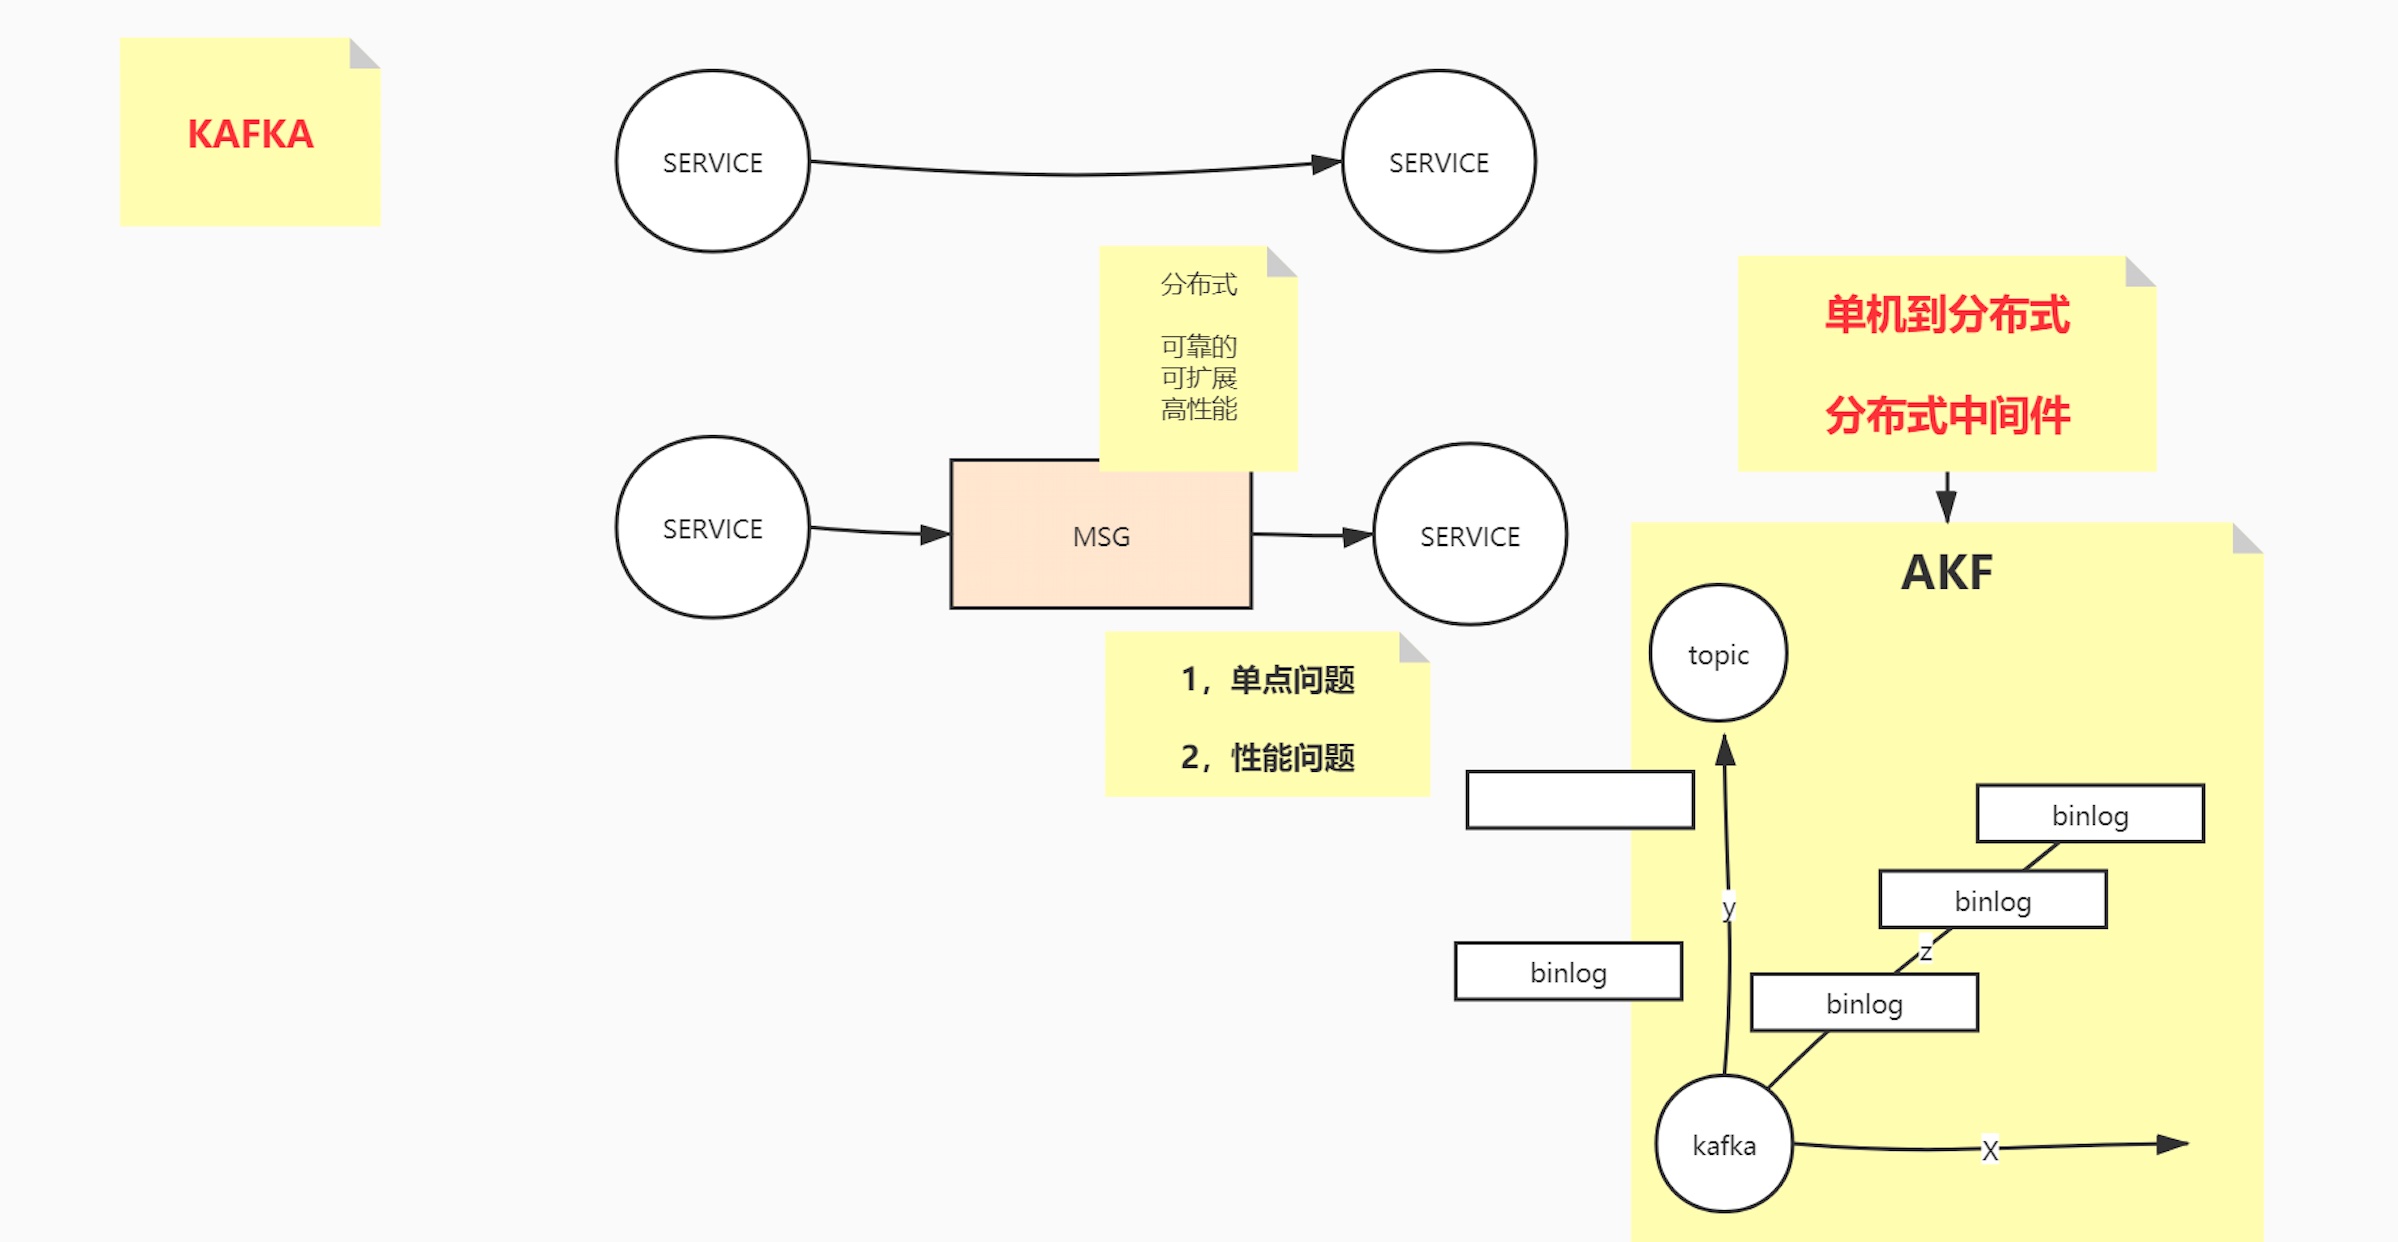 KAFKA
SERVICE
SERVICE
分布式
可靠的
可扩展
高性能
SERVICE
MSG
SERVICE
1，单点问题
2，性能问题
单机到分布式
分布式中间件
AKF
topic
y
binlog
binlog
z
binlog
binlog
kafka
X